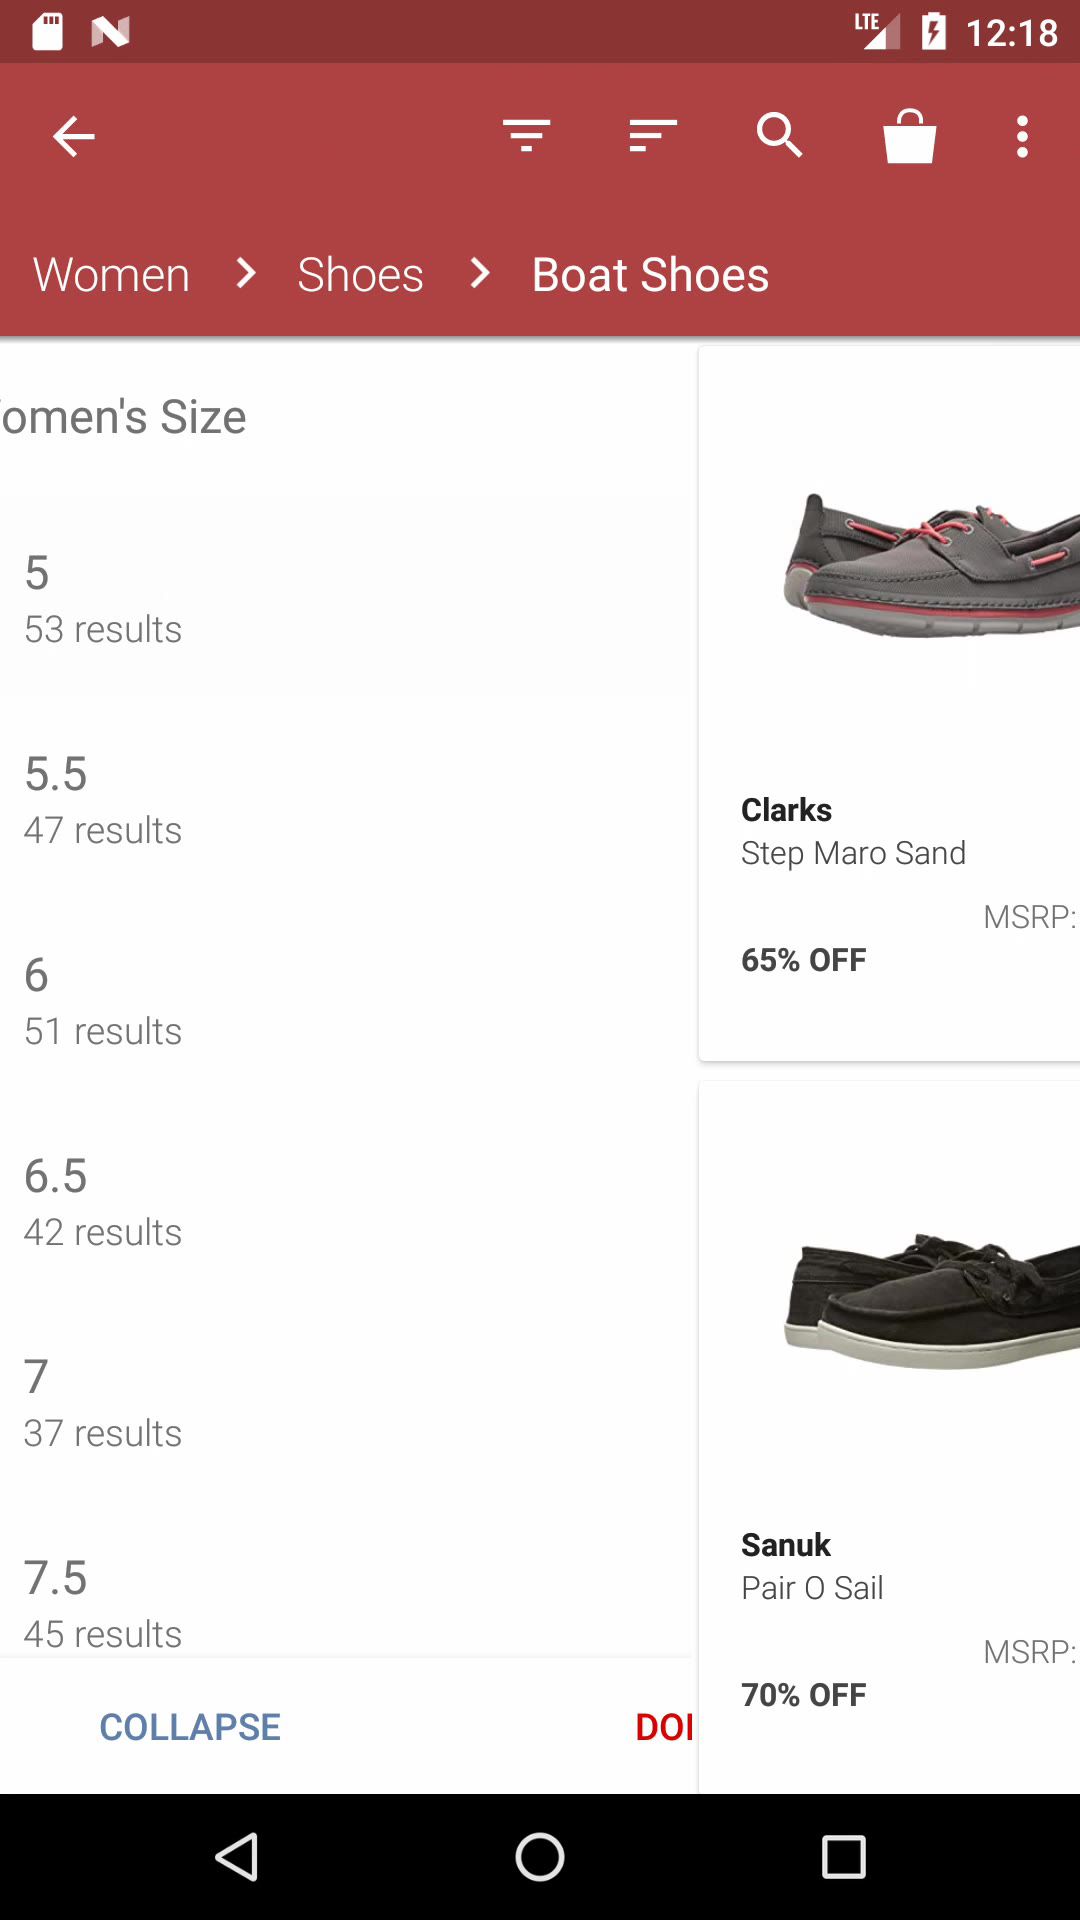 LTE 12:18
Women > Shoes > Boat Shoes
omen's Size
5
53 results
5.5
47 results
6
51 results
6.5
42 results
7
37 results
7.5
45 results
COLLAPSE
Clarks
Step Maro Sand
MSRP:
65% OFF
Sanuk
Pair O Sail
MSRP:
70% OFF